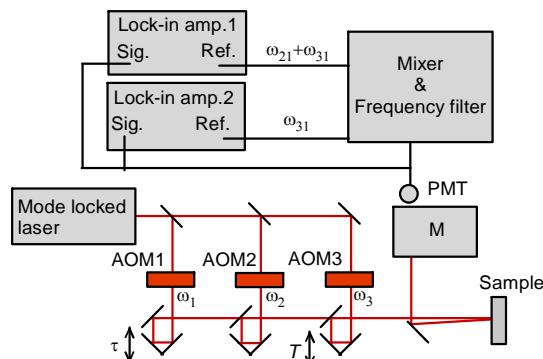 Lock-in amp.1
Sig. Ref.
ω21+ω31
Mixer
&
Frequency filter
Lock-in amp.2
Sig. Ref.
ω31
PMT
Mode locked
laser
M
AOM1 AOM2 AOM3
Sample
ω1 ω2 ω3
τ T